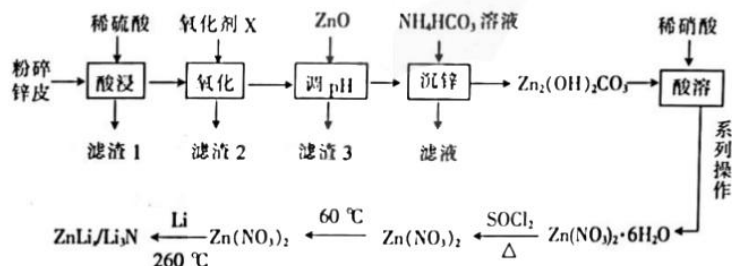 稀硫酸 氧化剂 X ZnO NH₄HCO₃ 溶液 稀硝酸
粉碎
锌皮
酸浸 氧化 调 pH 沉锌 Zn₂(OH)₂CO₃ 酸溶
滤渣 1 滤渣 2 滤渣 3 滤液
系列操作
ZnLiₓ/Li₃N Li 260 ℃ Zn(NO₃)₂ 60 ℃ Zn(NO₃)₂ SOCl₂ △ Zn(NO₃)₂·6H₂O